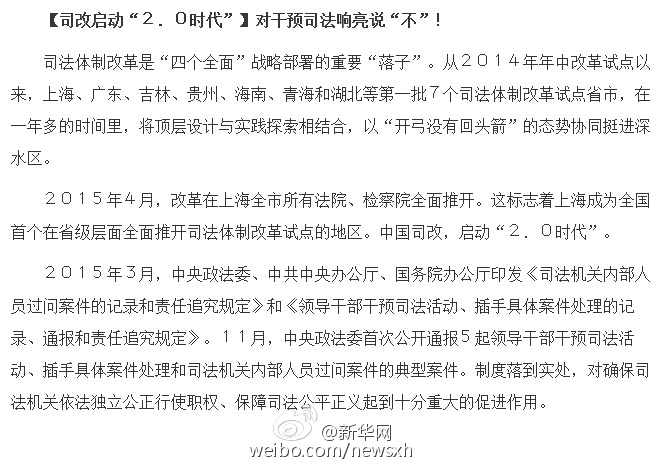 【司改启动“２．０时代”】对干预司法响亮说“不”！
司法体制改革是“四个全面”战略部署的重要“落子”。从２０１４年年中改革试点以
来，上海、广东、吉林、贵州、海南、青海和湖北等第一批７个司法体制改革试点省市，在
一年多的时间里，将顶层设计与实践探索相结合，以“开弓没有回头箭”的态势协同挺进深
水区。
２０１５年４月，改革在上海全市所有法院、检察院全面推开。这标志着上海成为全国
首个在省级层面全面推开司法体制改革试点的地区。中国司改，启动“２．０时代”。
２０１５年３月，中央政法委、中共中央办公厅、国务院办公厅印发《司法机关内部人
员过问案件的记录和责任追究规定》和《领导干部干预司法活动、插手具体案件处理的记
录、通报和责任追究规定》。１１月，中央政法委首次公开通报５起领导干部干预司法活
动、插手具体案件处理和司法机关内部人员过问案件的典型案件。制度落到实处，对确保司
法机关依法独立公正行使职权、保障司法公平正义起到十分重大的促进作用。
@新华网
weibo.com/newsxh